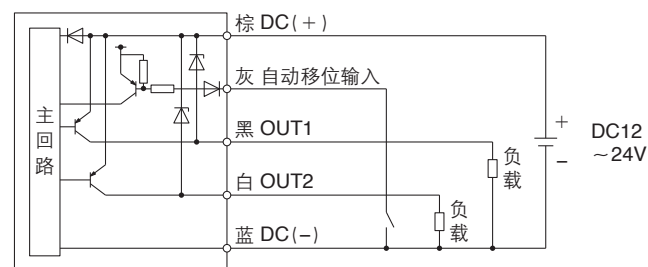 棕 DC(+)
灰 自动移位输入
主回路
黑 OUT1
+
−
DC12
~24V
负载
白 OUT2
负载
蓝 DC(−)